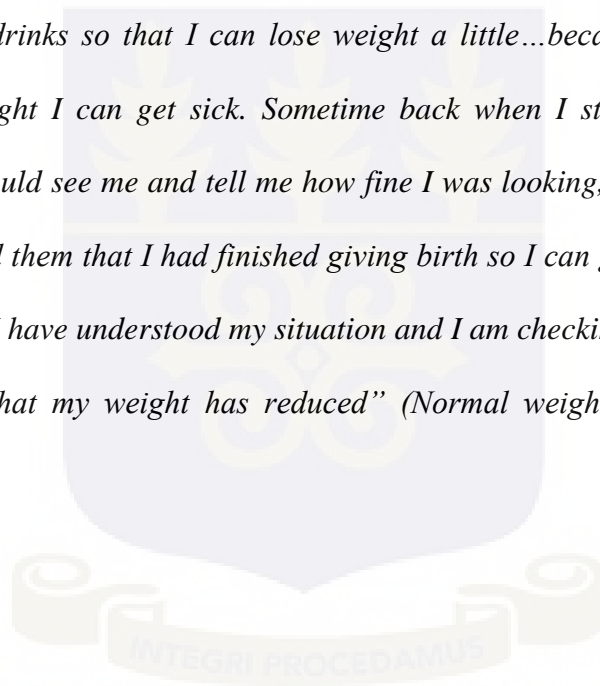 drinks so that I can lose weight a little…beca
ght I can get sick. Sometime back when I st
uld see me and tell me how fine I was looking,
l them that I had finished giving birth so I can
I have understood my situation and I am checki
hat my weight has reduced” (Normal weigh
INTEGRI PROCEDAMUS